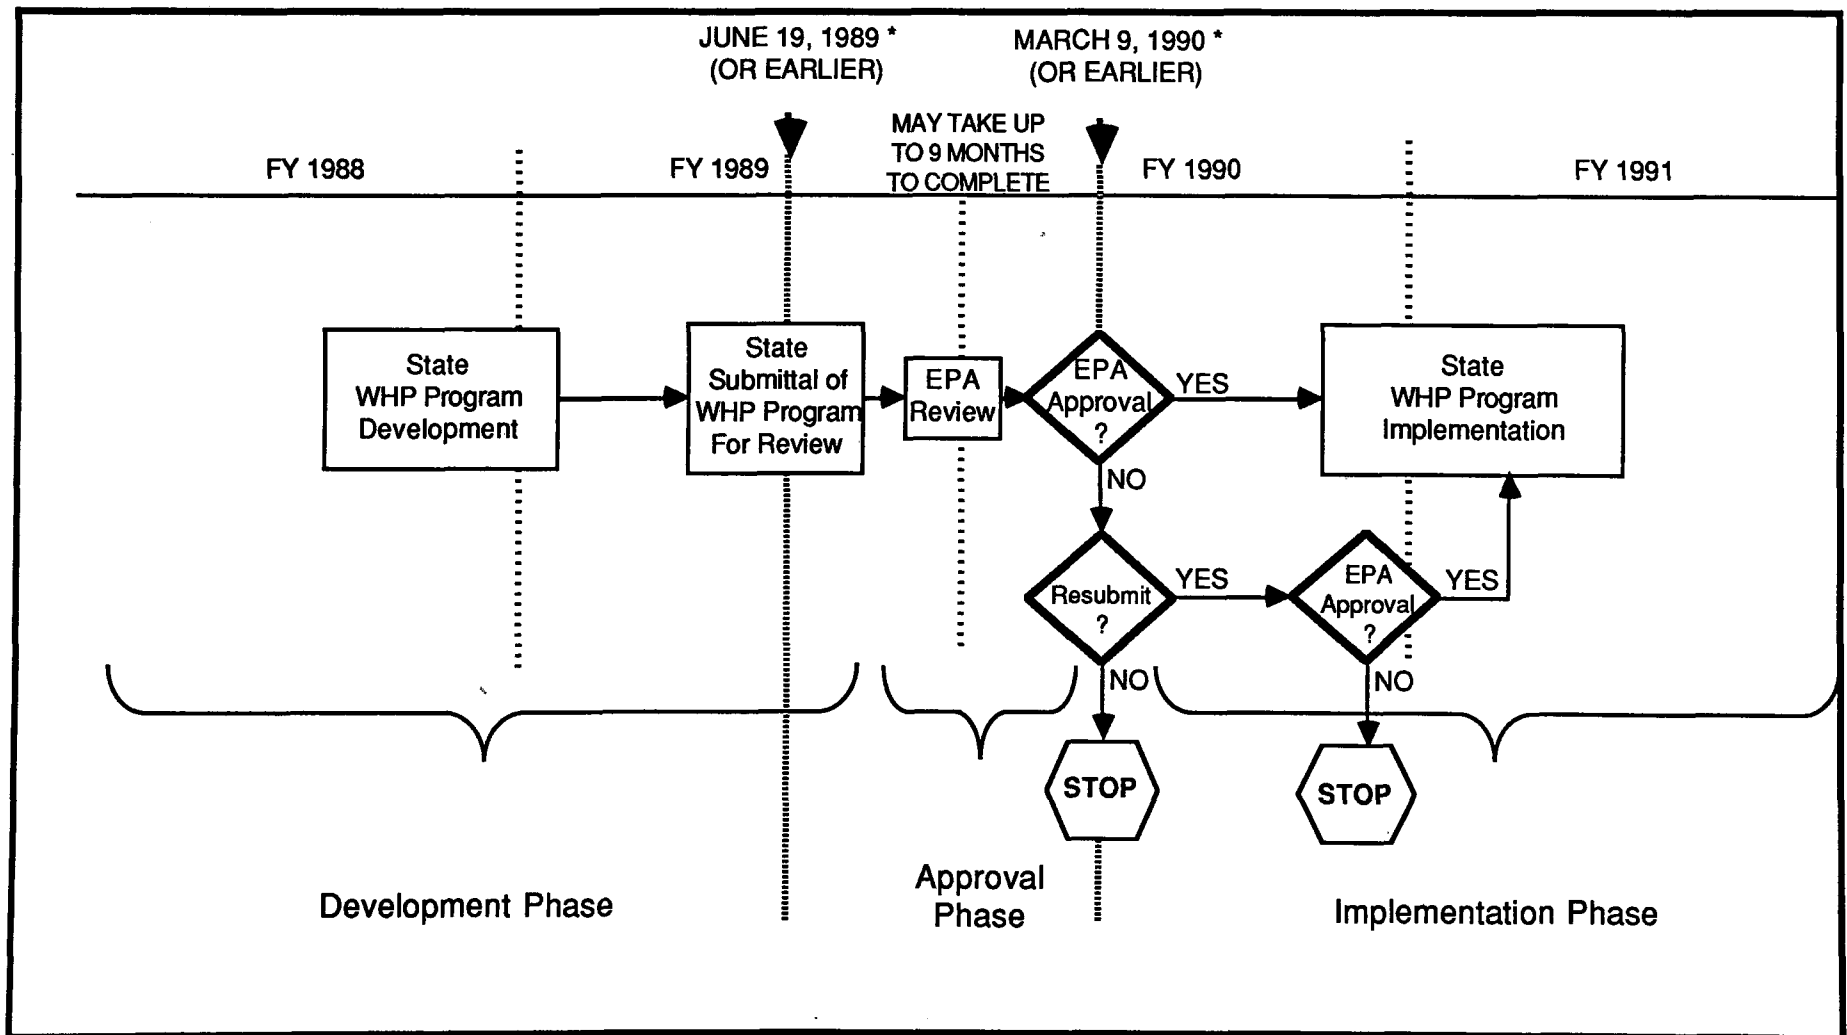 JUNE 19, 1989 *
(OR EARLIER)
MARCH 9, 1990 *
(OR EARLIER)
MAY TAKE UP
TO 9 MONTHS
TO COMPLETE
FY 1988
FY 1989
FY 1990
FY 1991
State
WHP Program
Development
State
Submittal of
WHP Program
For Review
EPA
Review
EPA
Approval
?
YES
State
WHP Program
Implementation
NO
Resubmit
?
YES
EPA
Approval
?
YES
NO
NO
STOP
STOP
Development Phase
Approval
Phase
Implementation Phase